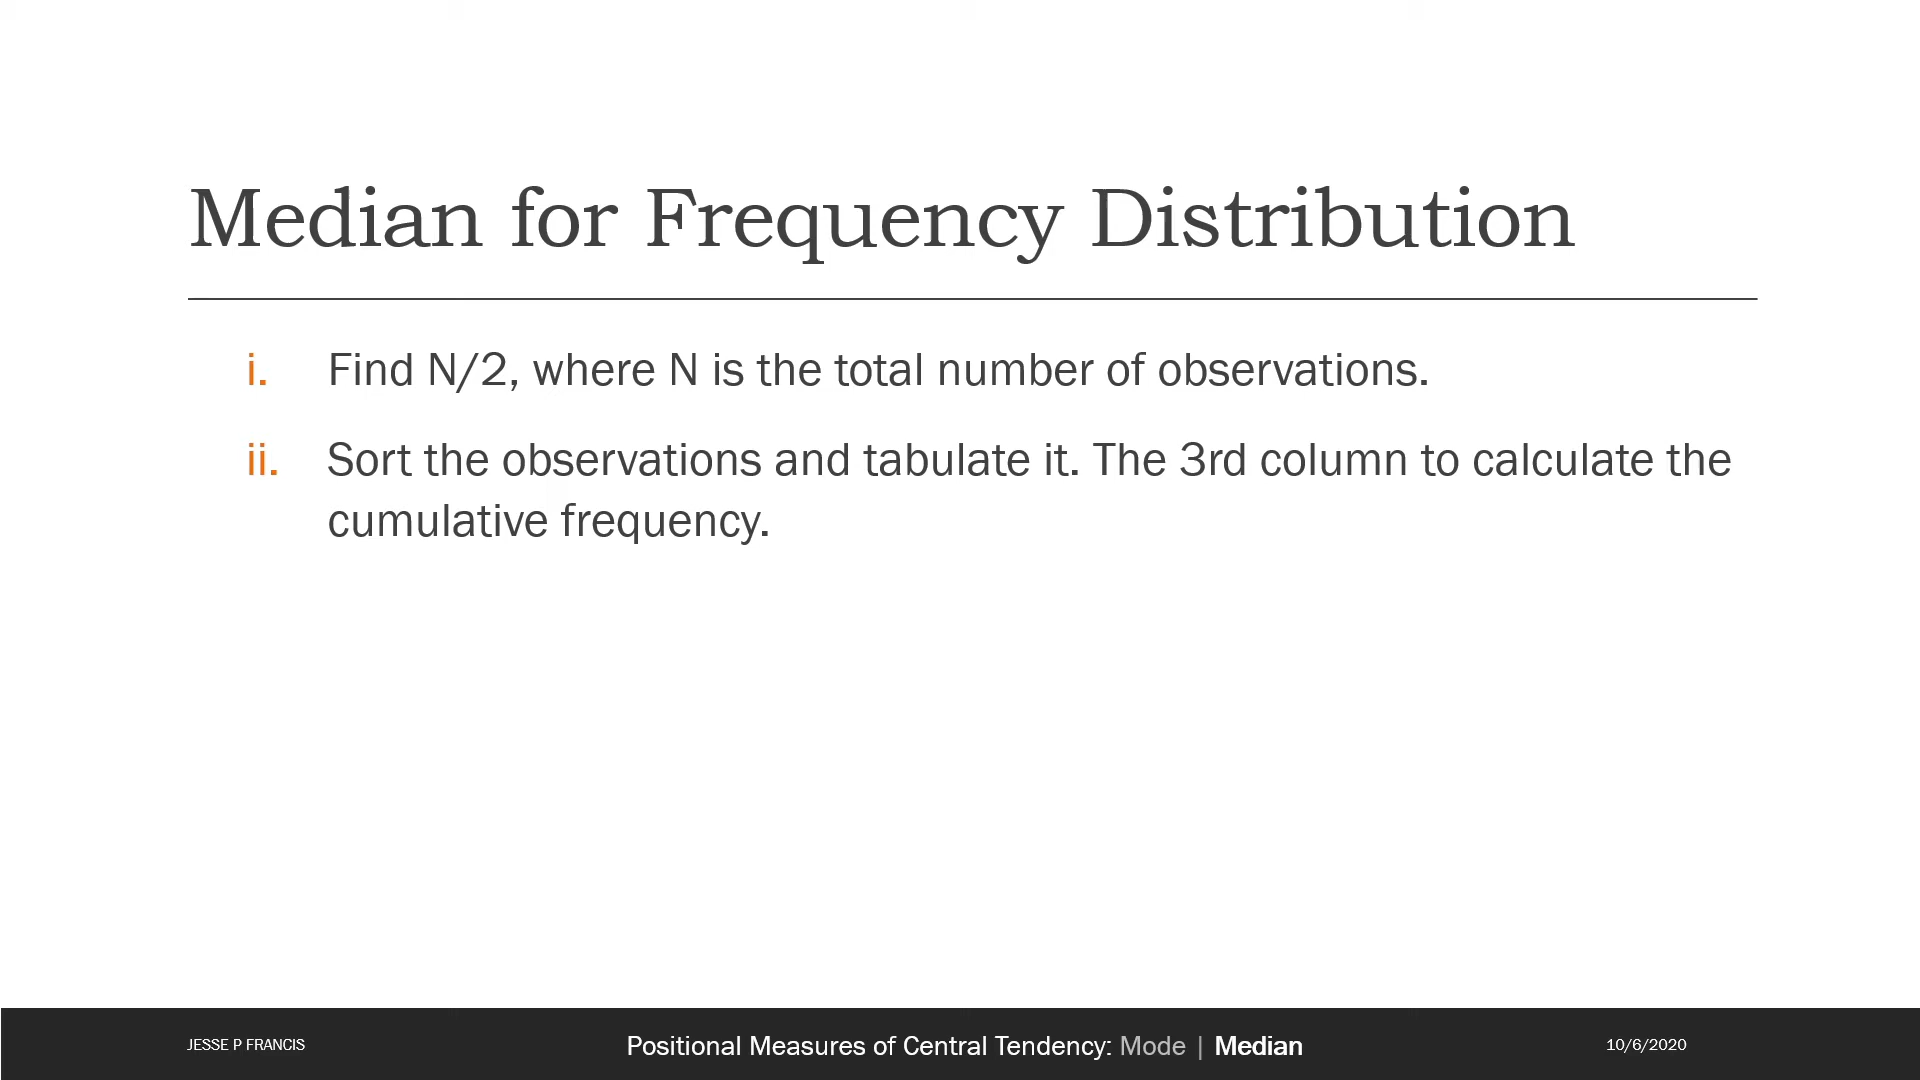 Median for Frequency Distribution
i. Find N/2, where N is the total number of observations.
ii. Sort the observations and tabulate it. The 3rd column to calculate the
cumulative frequency.
JESSE P FRANCIS
Positional Measures of Central Tendency: Mode | Median
10/6/2020